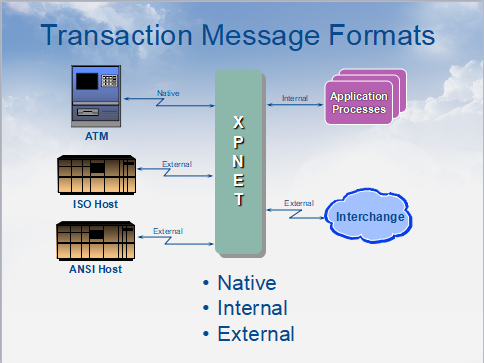 Transaction Message Formats
Native
ATM
External
ISO Host
External
ANSI Host
X
P
N
E
T
Internal
Application
Processes
External
Interchange
• Native
• Internal
• External